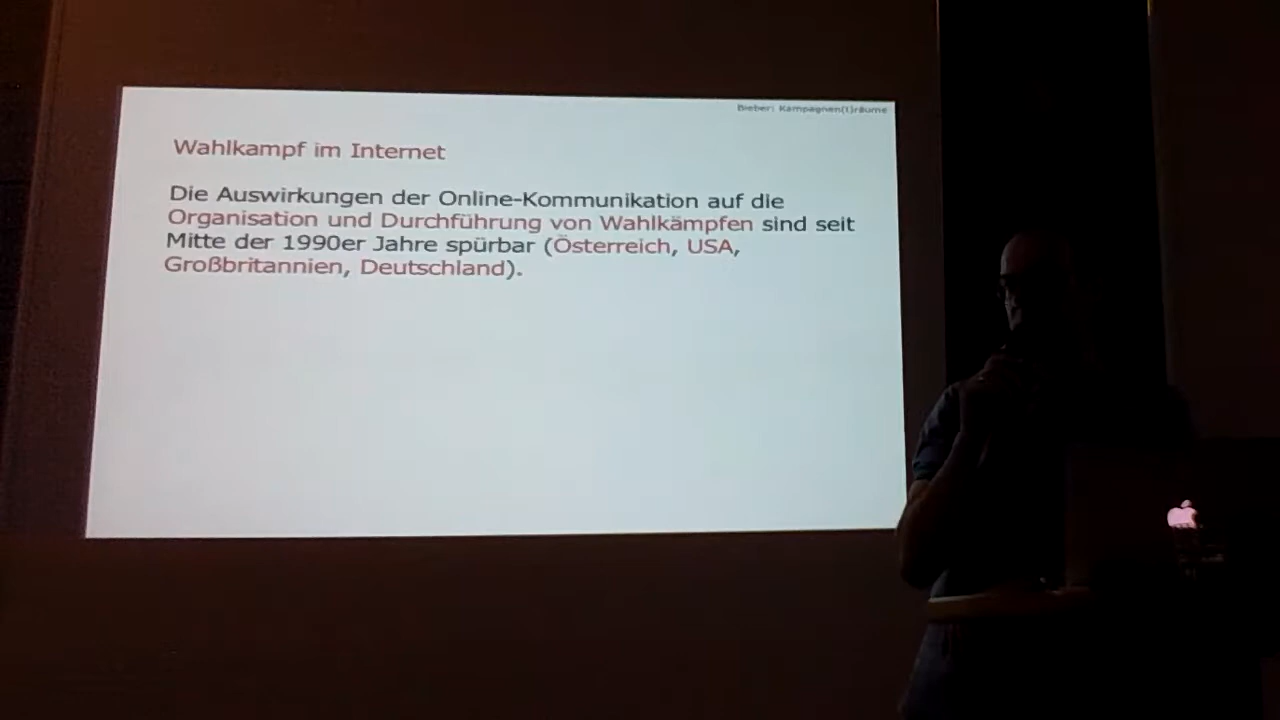 Bieber: Kampagnen(t)räume
Wahlkampf im Internet
Die Auswirkungen der Online-Kommunikation auf die
Organisation und Durchführung von Wahlkämpfen sind seit
Mitte der 1990er Jahre spürbar (Österreich, USA,
Großbritannien, Deutschland).